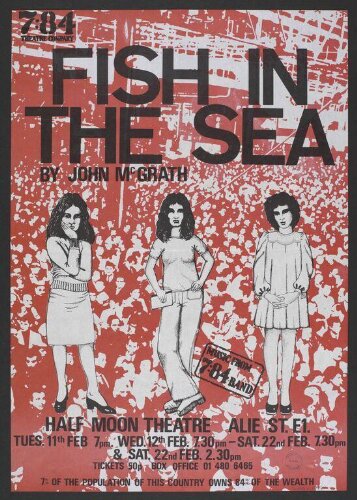 7:84
THEATRE COMPANY
FISH IN
THE SEA
BY JOHN McGRATH
MUSIC FROM
7:84
BAND
HALF MOON THEATRE ALIE ST. E1.
TUES. 11TH FEB 7pm, WED. 12TH FEB. 7.30pm – SAT. 22ND FEB. 7.30pm
& SAT, 22ND FEB. 2.30pm
TICKETS 50p BOX OFFICE 01 480 6465
7% OF THE POPULATION OF THIS COUNTRY OWNS 84% OF THE WEALTH